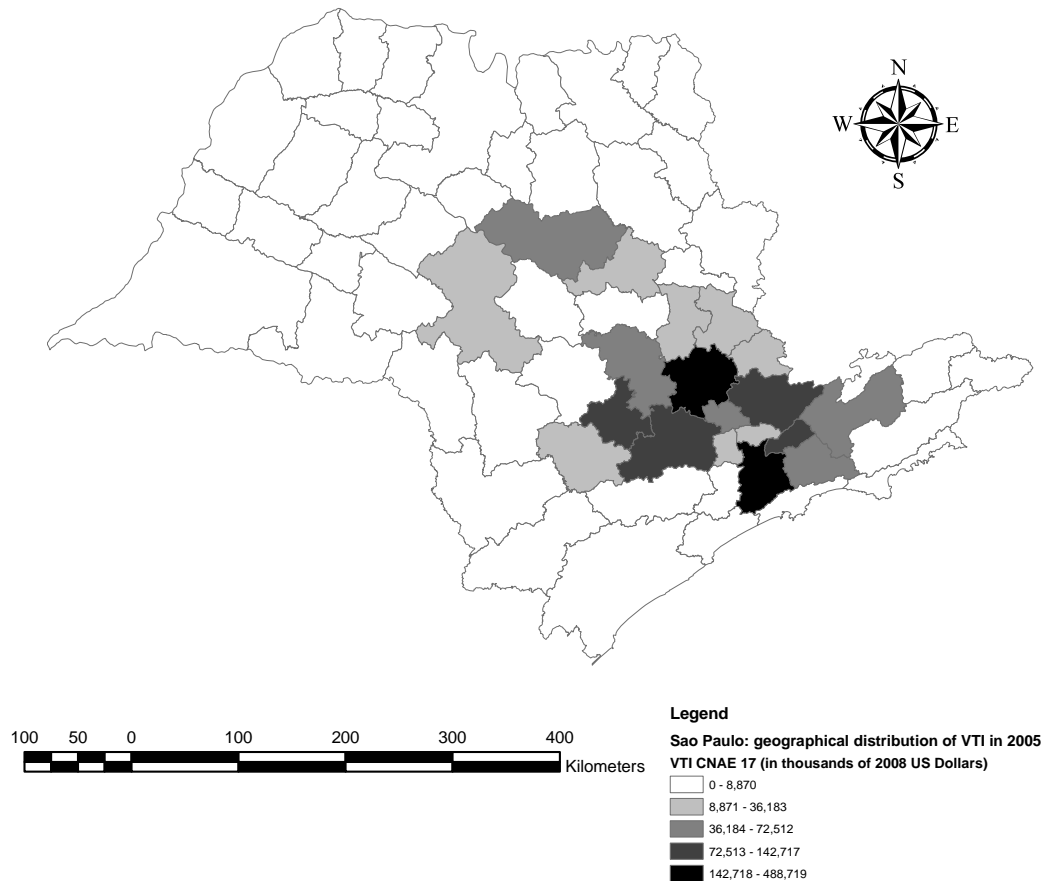 N
W E
S
100 50 0 100 200 300 400
Kilometers
Legend
Sao Paulo: geographical distribution of VTI in 2005
VTI CNAE 17 (in thousands of 2008 US Dollars)
0 - 8,870
8,871 - 36,183
36,184 - 72,512
72,513 - 142,717
142,718 - 488,719